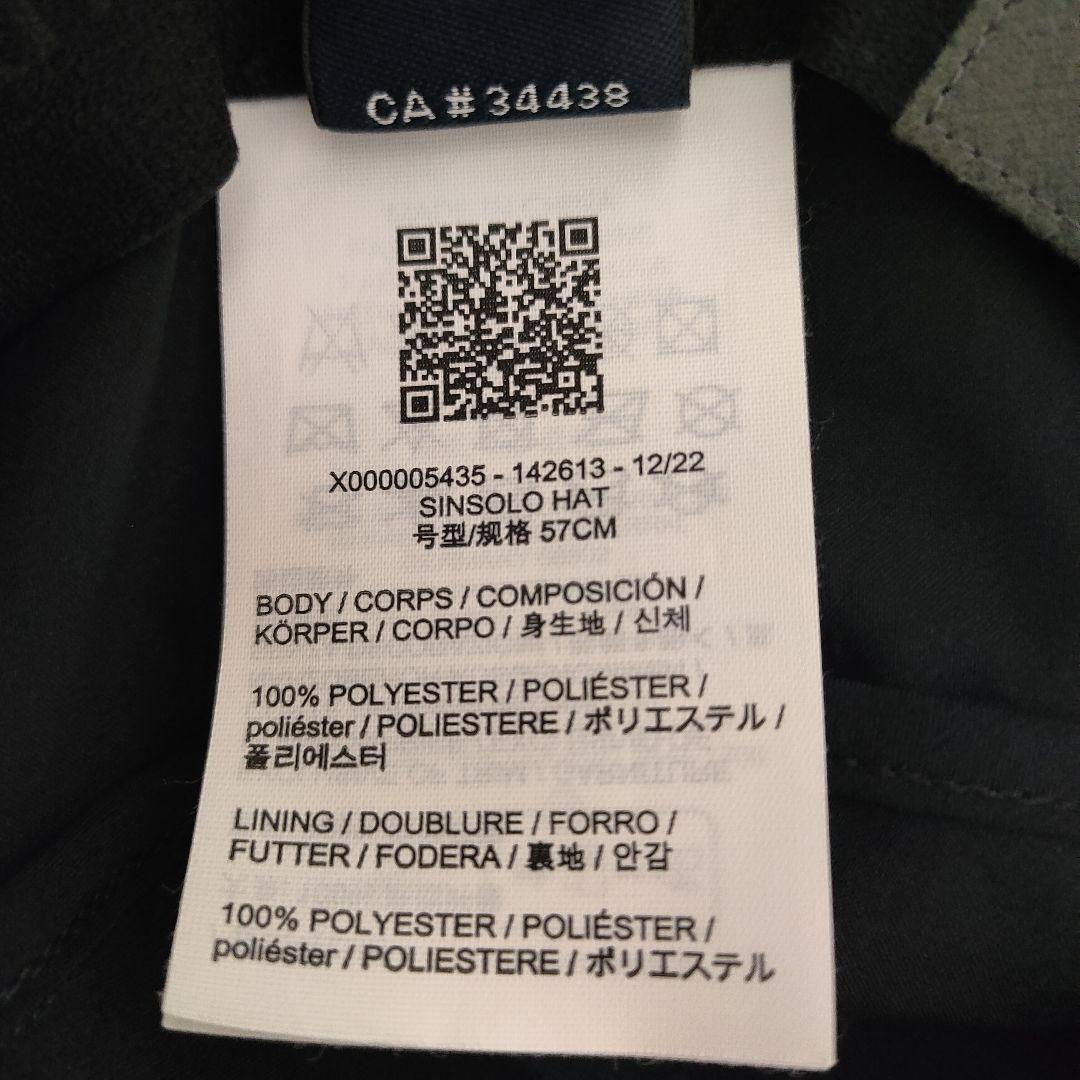 CA#34438
X000005435 - 142613 - 12/22
SINSOLO HAT
号型/规格 57CM
BODY / CORPS / COMPOSICIÓN /
KÖRPER / CORPO / 身生地 / 신체
100% POLYESTER / POLIÉSTER /
poliéster / POLIESTERE / ポリエステル /
폴리에스터
LINING / DOUBLURE / FORRO /
FUTTER / FODERA / 裏地 / 안감
100% POLYESTER / POLIÉSTER /
poliéster / POLIESTERE / ポリエステル